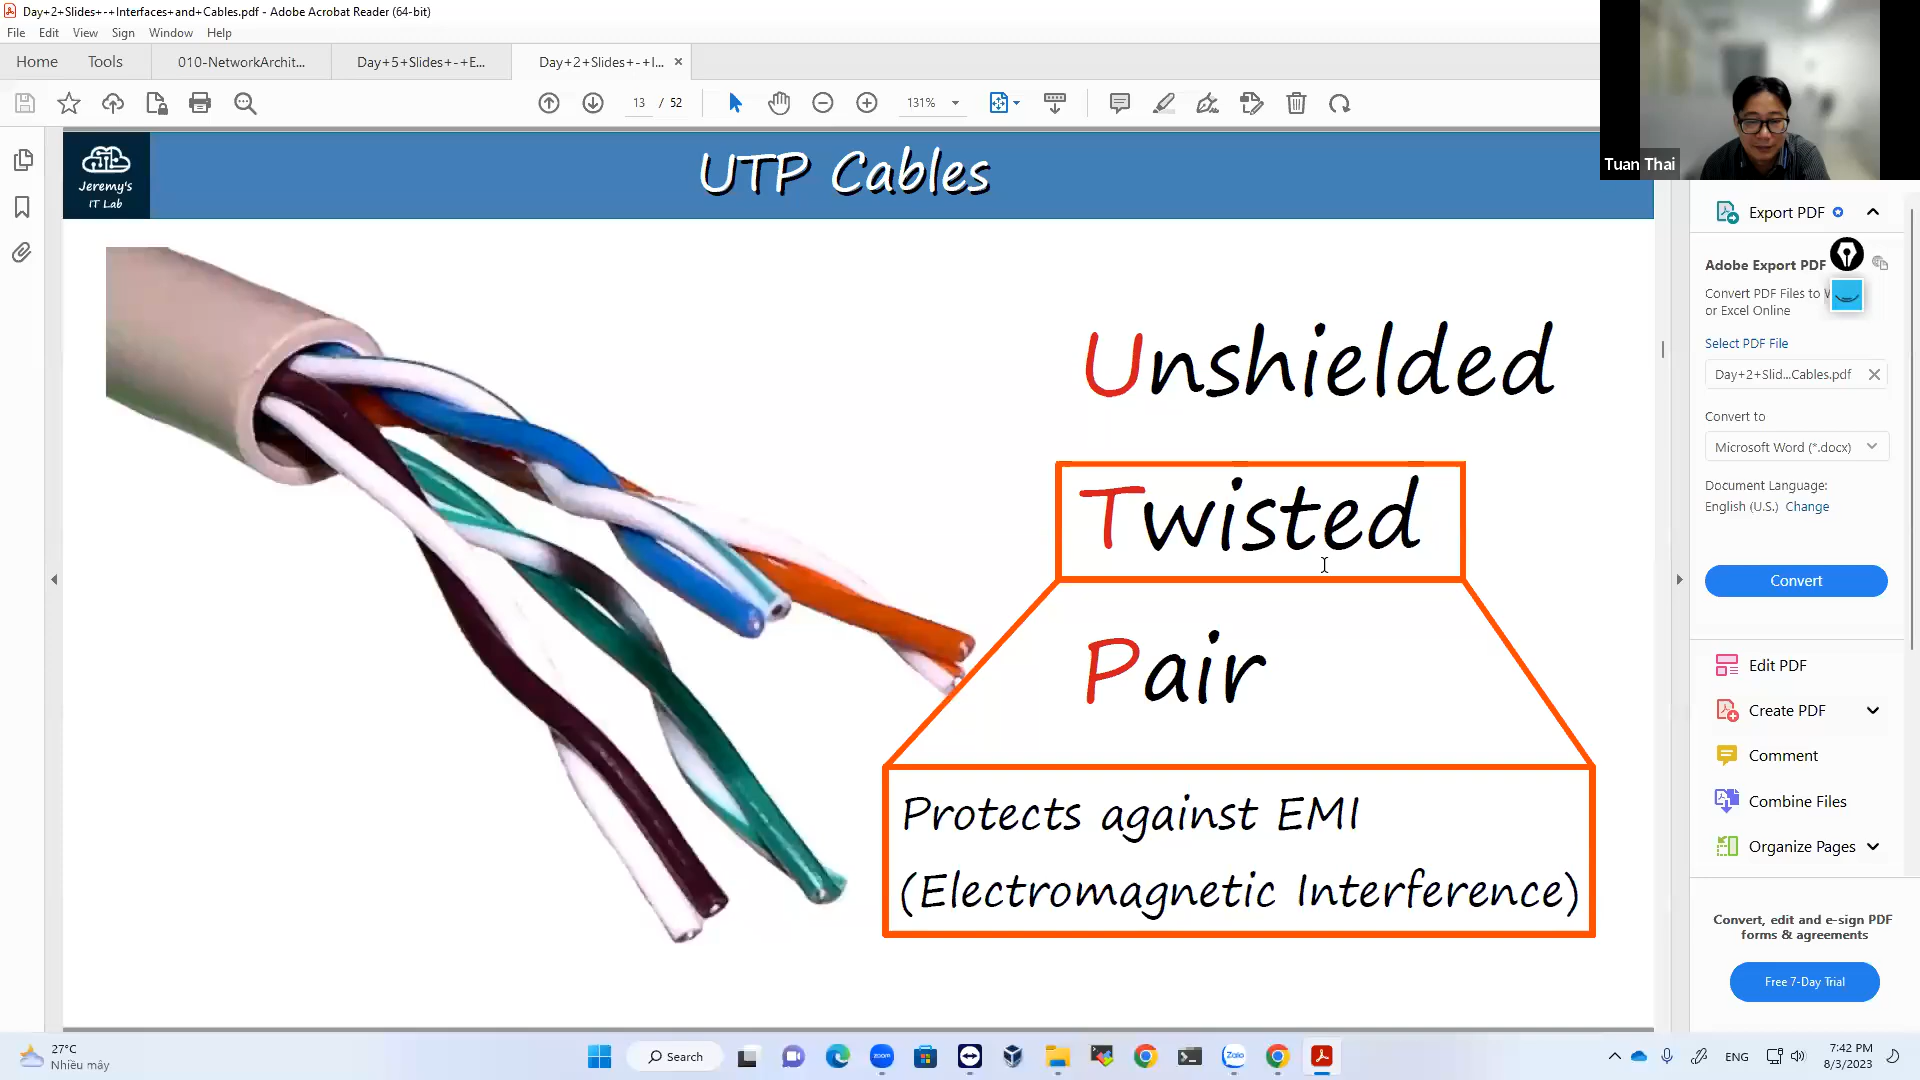 Day+2+Slides+-+Interfaces+and+Cables.pdf - Adobe Acrobat Reader (64-bit)
File Edit View Sign Window Help
Home Tools 010-NetworkArchit... Day+5+Slides+-+E... Day+2+Slides+-+I...
13 / 52 131%
Jeremy's
IT Lab
UTP Cables
Unshielded
Twisted
Pair
Protects against EMI
(Electromagnetic Interference)
Tuan Thai
Export PDF
Adobe Export PDF
Convert PDF Files to W
or Excel Online
Select PDF File
Day+2+Slid...Cables.pdf
Convert to
Microsoft Word (*.docx)
Document Language:
English (U.S.) Change
Convert
Edit PDF
Create PDF
Comment
Combine Files
Organize Pages
Convert, edit and e-sign PDF
forms & agreements
Free 7-Day Trial
27°C
Nhiều mây
Search
zoom
Zalo
ENG
7:42 PM
8/3/2023